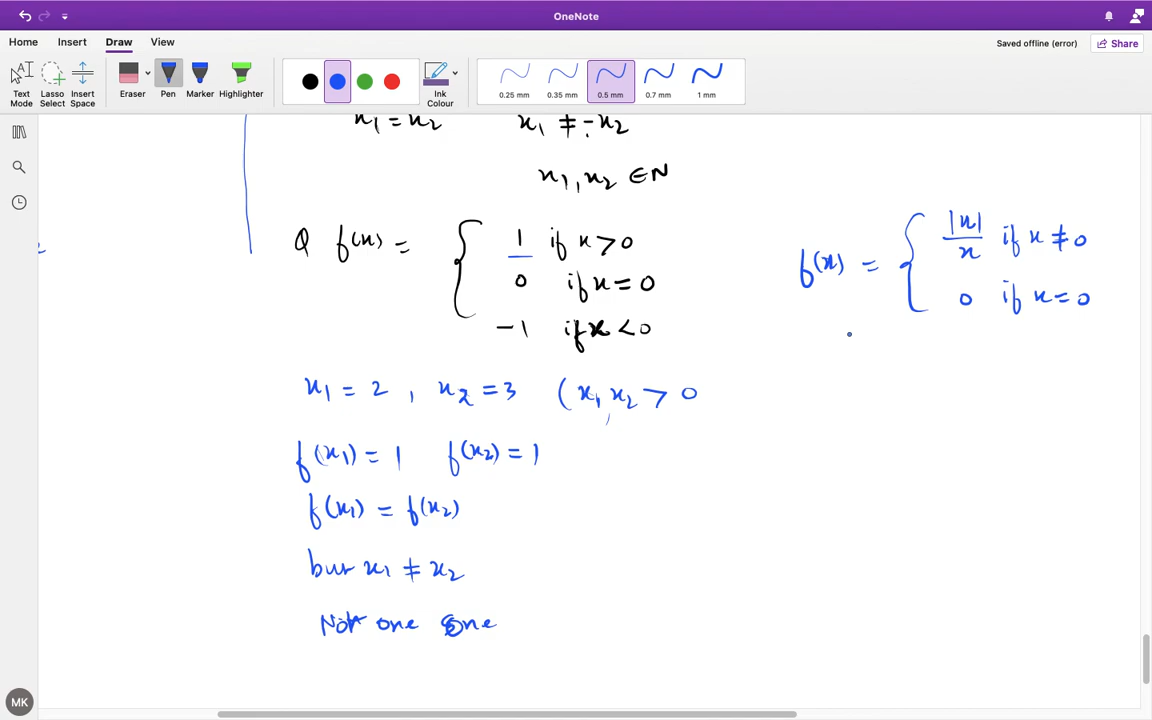 OneNote
Home Insert Draw View
Saved offline (error) Share
Text Mode Lasso Select Insert Space Eraser Pen Marker Highlighter Ink Colour 0.25 mm 0.35 mm 0.5 mm 0.7 mm 1 mm
x₁ = x₂ x₁ ≠ -x₂
x₁, x₂ ∈ N
Q f(x) = { 1 if x > 0
0 if x = 0
-1 if x < 0
f(x) = { |x|/x if x ≠ 0
0 if x = 0
x₁ = 2 , x₂ = 3 (x₁, x₂ > 0
f(x₁) = 1 f(x₂) = 1
f(x₁) = f(x₂)
but x₁ ≠ x₂
Not one one
MK